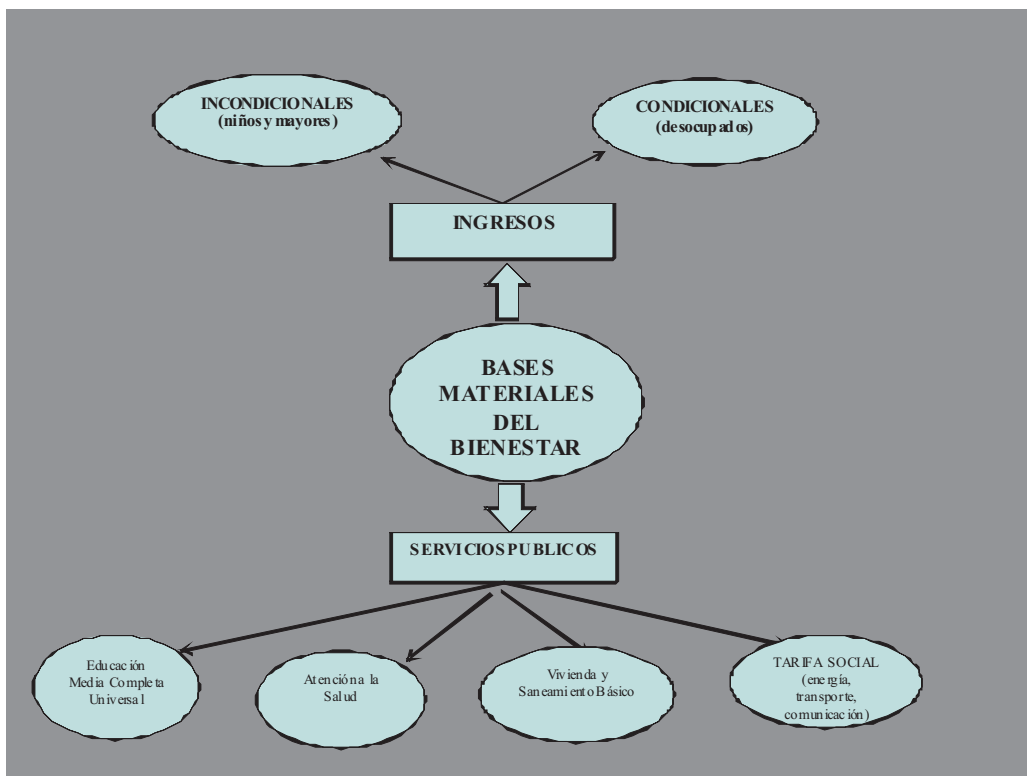 INCONDICIONALES
(niños y mayores)
CONDICIONALES
(desocupados)
INGRESOS
BASES
MATERIALES
DEL
BIENESTAR
SERVICIOS PUBLICOS
Educación
Media Completa
Universal
Atención a la
Salud
Vivienda y
Saneamiento Básico
TARIFA SOCIAL
(energía,
transporte,
comunicación)